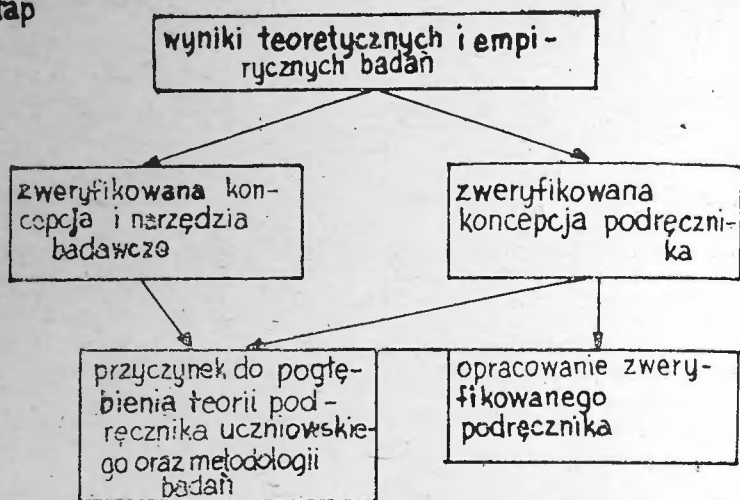 wyniki teoretycznych i empi-
rycznych badań
zweryfikowana kon-
cepcja i narzędzia
badawcze
zweryfikowana
koncepcja podręczni-
ka
przyczynek do pogłę-
bienia teorii pod-
ręcznika uczniowskie-
go oraz metodologii
badań
opracowanie zwery-
fikowanego
podręcznika